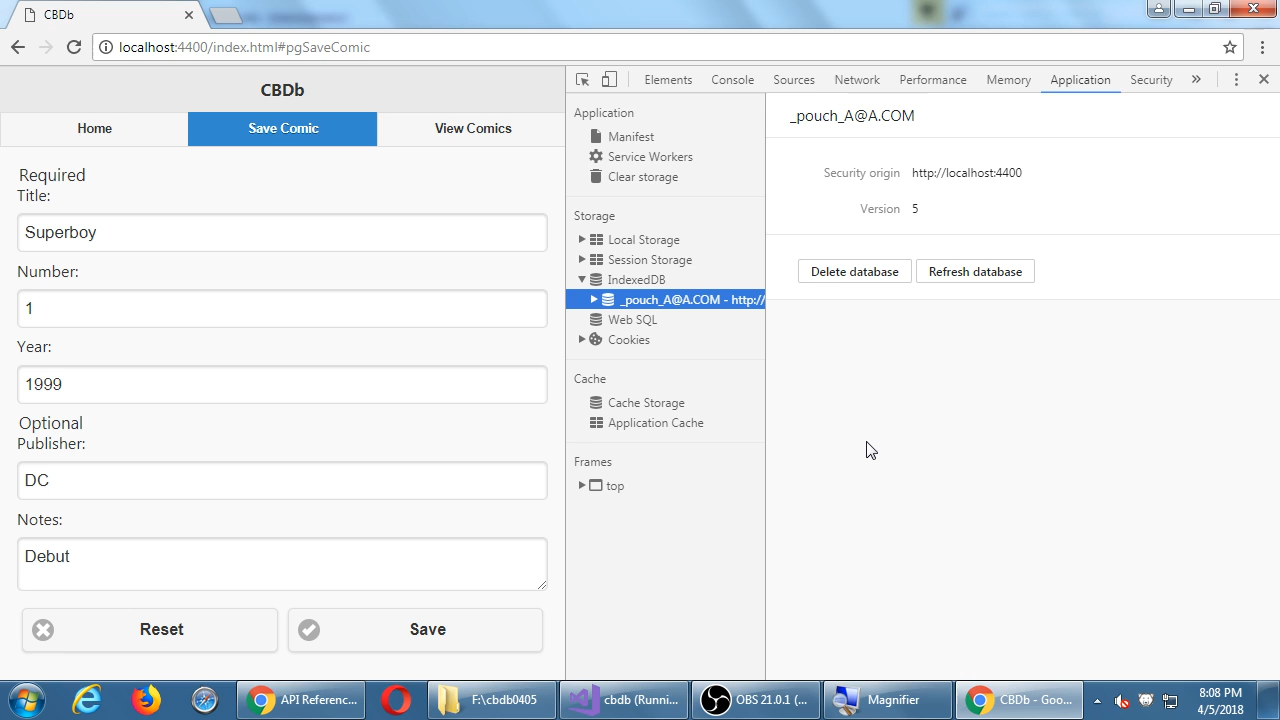 CBDb
localhost:4400/index.html#pgSaveComic
CBDb
Home
Save Comic
View Comics
Required
Title:
Superboy
Number:
1
Year:
1999
Optional
Publisher:
DC
Notes:
Debut
Reset
Save
Elements Console Sources Network Performance Memory Application Security »
Application
Manifest
Service Workers
Clear storage
Storage
Local Storage
Session Storage
IndexedDB
_pouch_A@A.COM - http://
Web SQL
Cookies
Cache
Cache Storage
Application Cache
Frames
top
_pouch_A@A.COM
Security origin http://localhost:4400
Version 5
Delete database
Refresh database
API Referenc...
F:\cbdb0405
cbdb (Runni...
OBS 21.0.1 (...
Magnifier
CBDb - Goo...
8:08 PM
4/5/2018